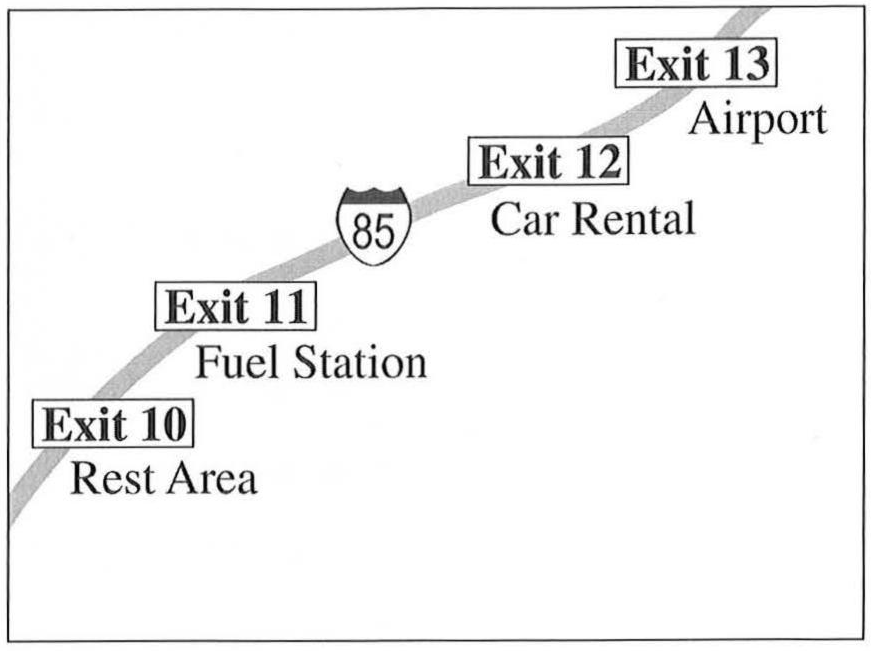 Exit 13
Airport
Exit 12
Car Rental
85
Exit 11
Fuel Station
Exit 10
Rest Area